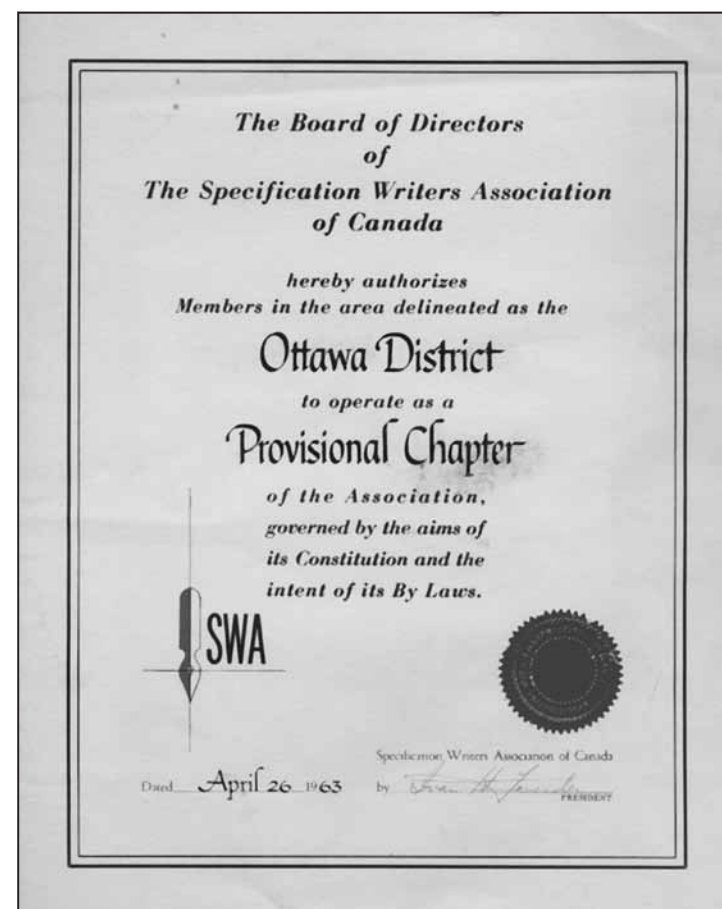 The Board of Directors
of
The Specification Writers Association
of Canada
hereby authorizes
Members in the area delineated as the
Ottawa District
to operate as a
Provisional Chapter
of the Association,
governed by the aims of
its Constitution and the
intent of its By Laws.
SWA
Specification Writers Association of Canada
Dated April 26 1963 by
PRESIDENT